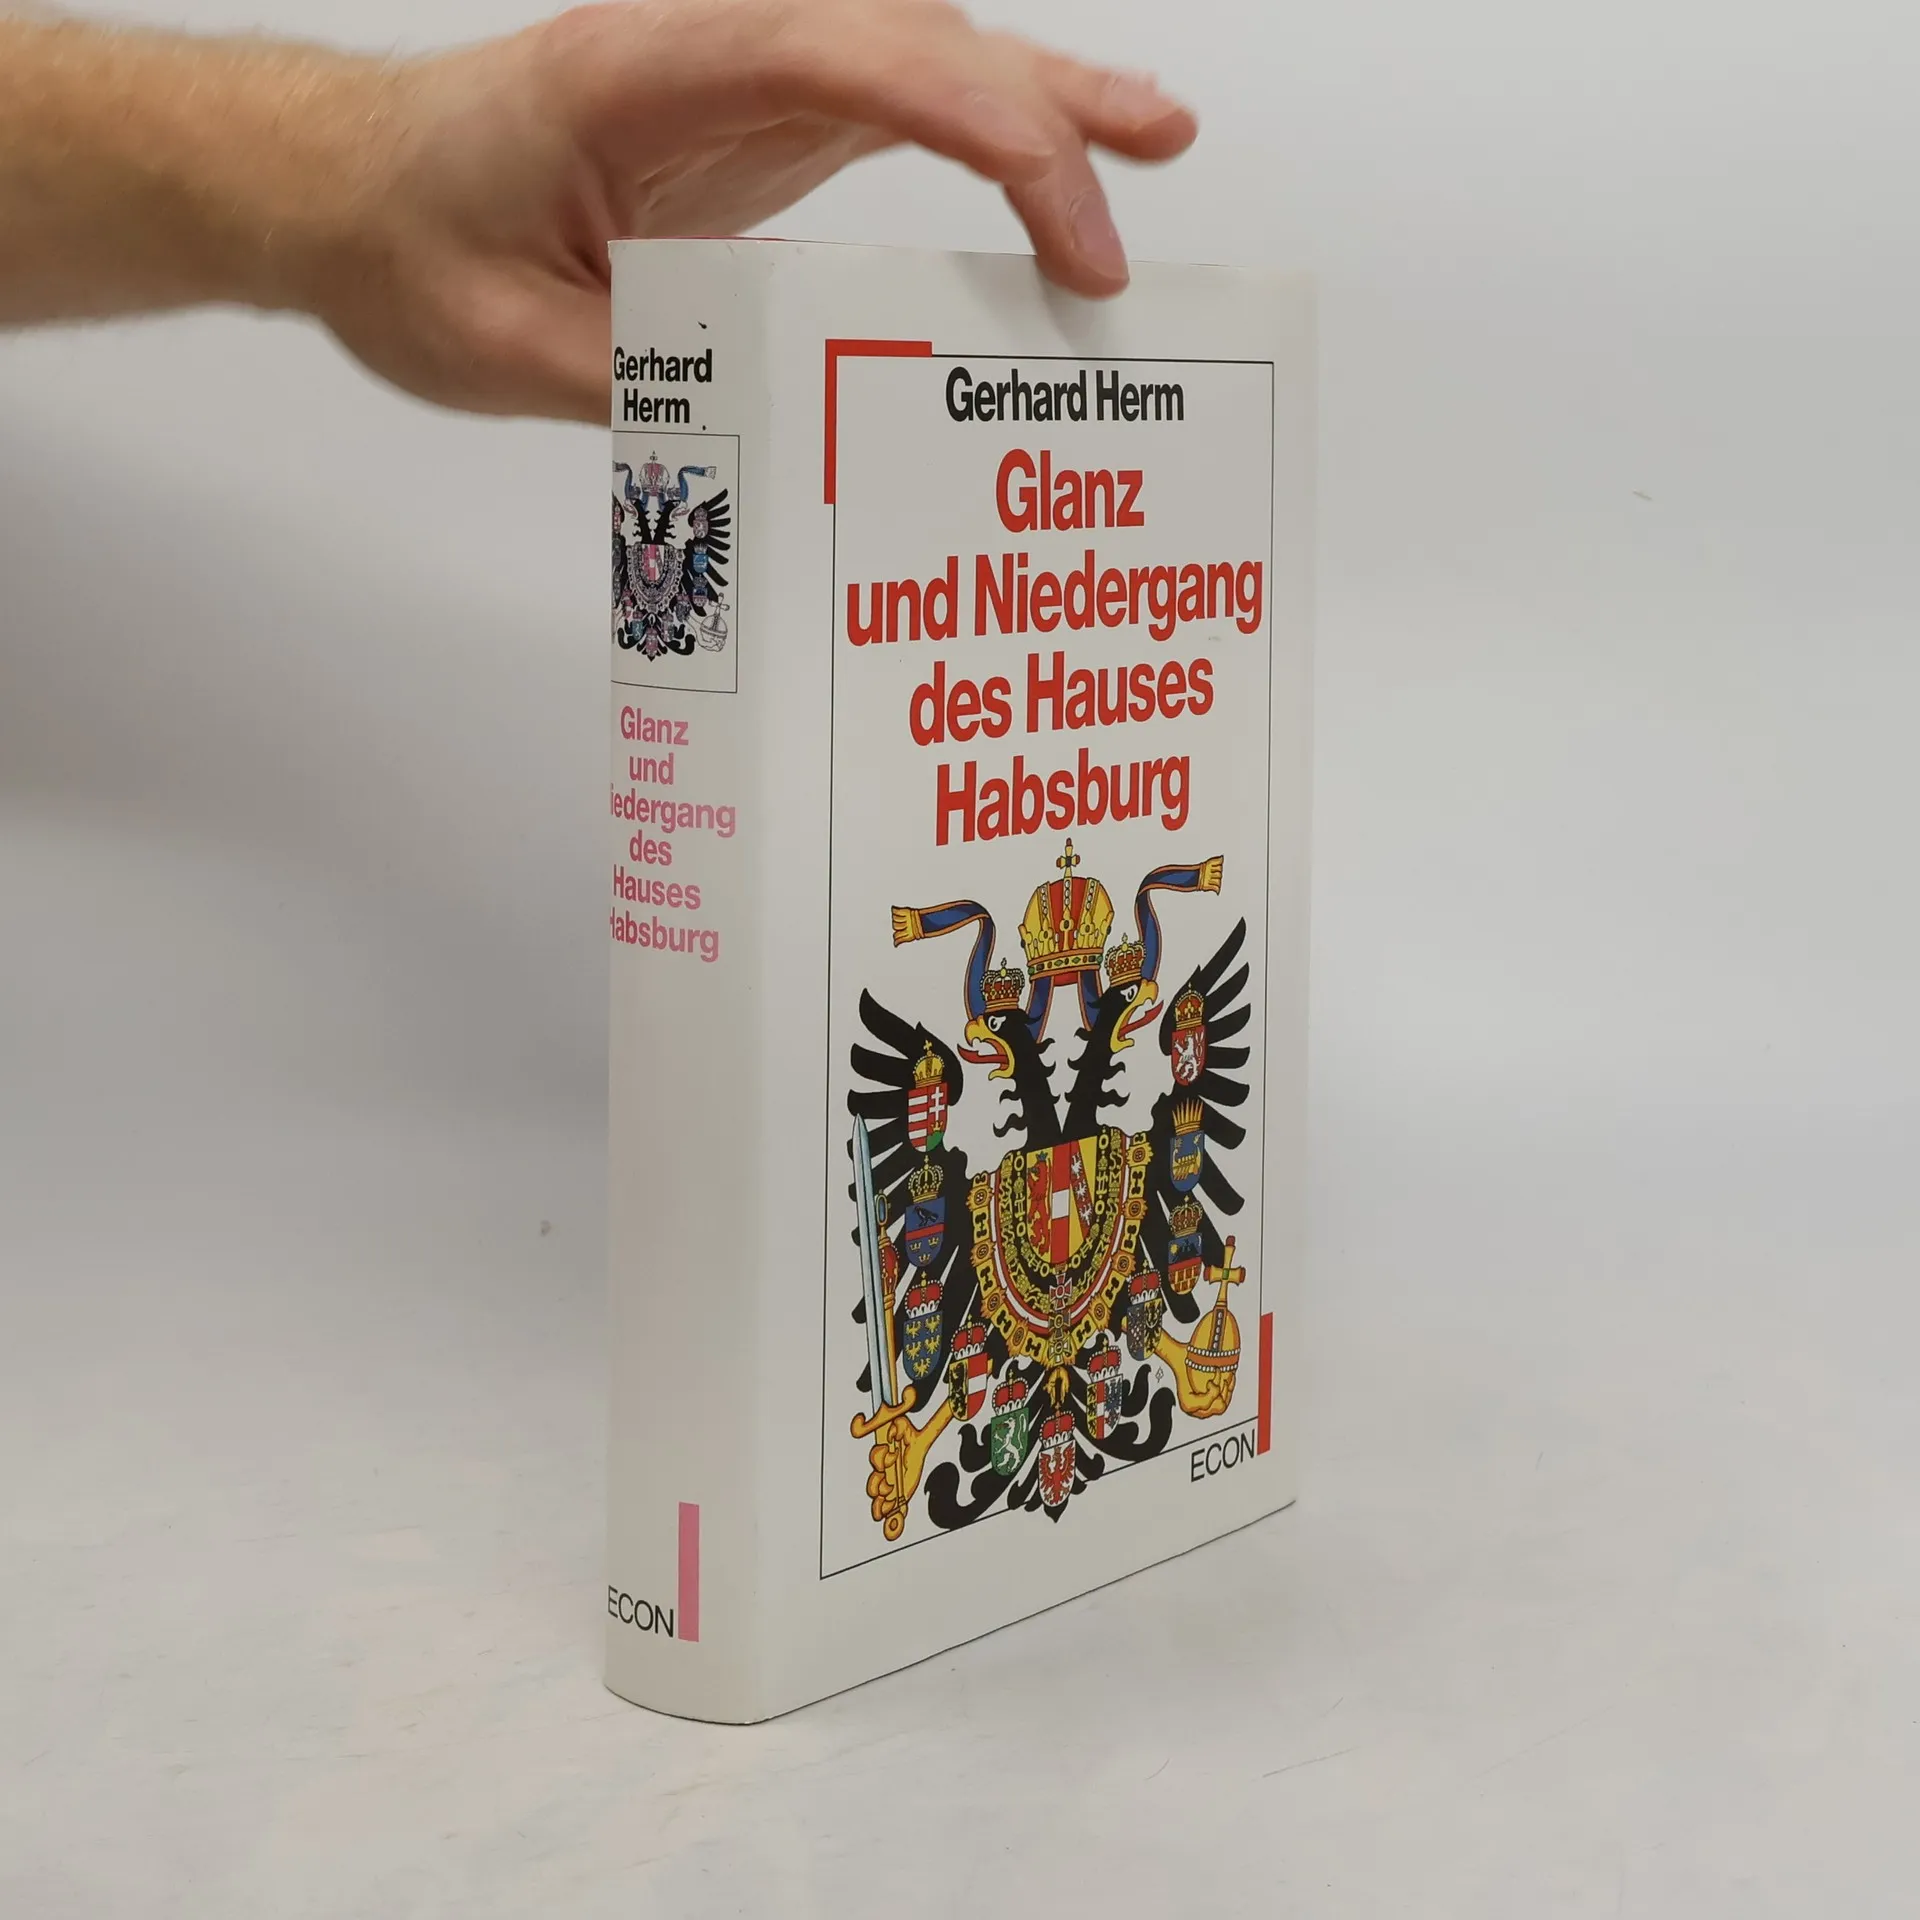 Gerhard
Herm
Glanz
und
iedergang
des
Hauses
Habsburg
ECON
Gerhard Herm
Glanz
und Niedergang
des Hauses
Habsburg
ECON